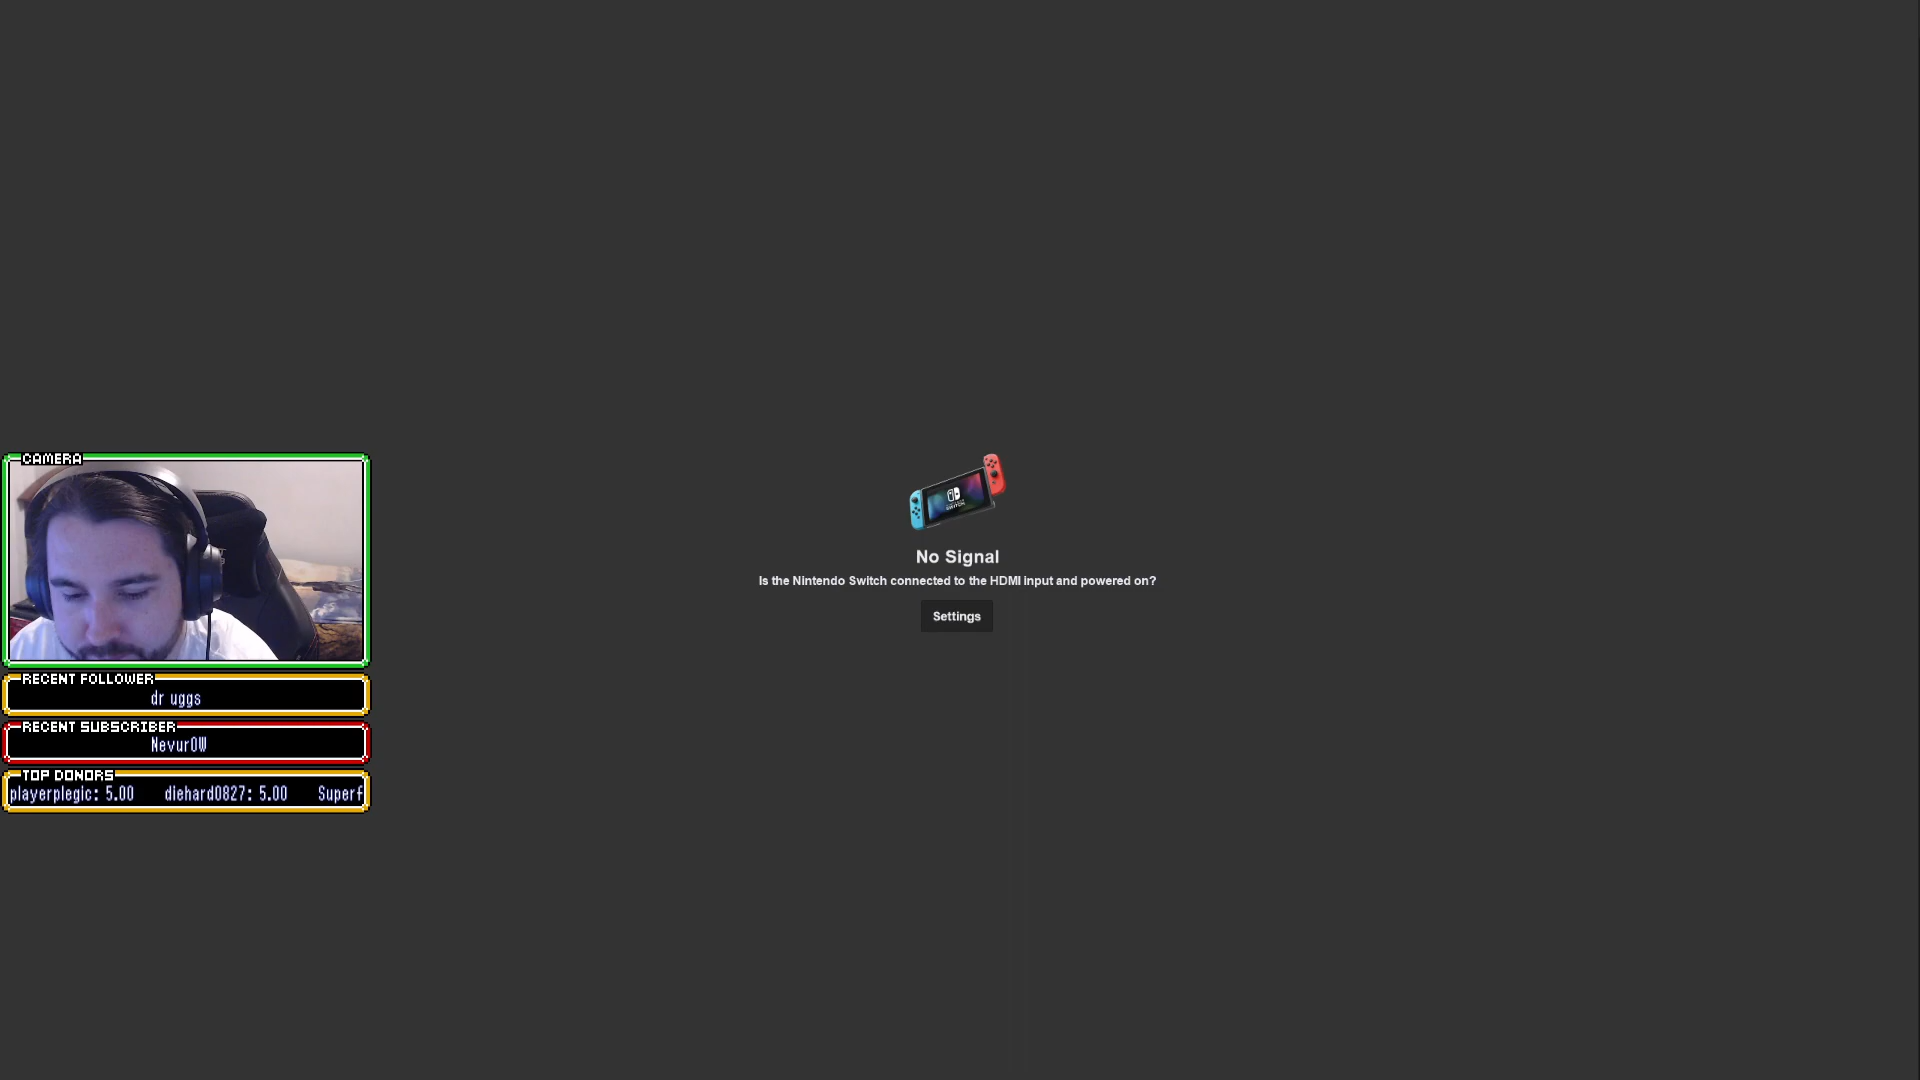 CAMERA
RECENT FOLLOWER
dr uggs
RECENT SUBSCRIBER
NevurOW
TOP DONORS
playerplegic: 5.00 diehard0827: 5.00 Superf
No Signal
Is the Nintendo Switch connected to the HDMI input and powered on?
Settings